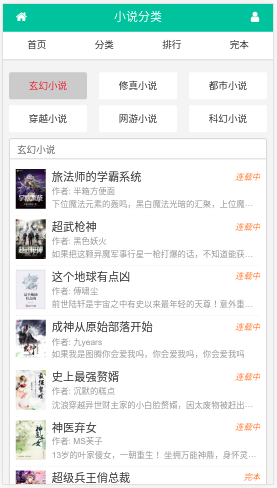 小说分类
首页 分类 排行 完本
玄幻小说 修真小说 都市小说
穿越小说 网游小说 科幻小说
玄幻小说
旅法师的学霸系统 连载中
作者: 半箱方便面
下位魔法元素的轰鸣，黑白魔法光暗的汇聚，上位魔…
超武枪神 连载中
作者: 黑色妖火
如果把这颗异魔军事行星一枪打爆的话，不知道能获…
这个地球有点凶 连载中
作者: 傅啸尘
前世陆轩是宇宙之中有史以来最年轻的天尊！意外重…
成神从原始部落开始 连载中
作者: 九years
如果我是图腾你会爱我吗，你会爱我吗，你会爱我吗
史上最强赘婿 连载中
作者: 沉默的糕点
沈浪穿越异世财主家的小白脸赘婿，因太废物被赶出…
神医弃女 连载中
作者: MS芙子
13岁的叶家傻女，一朝重生！ 坐拥万能神鼎，身怀灵…
超级兵王俏总裁 完本